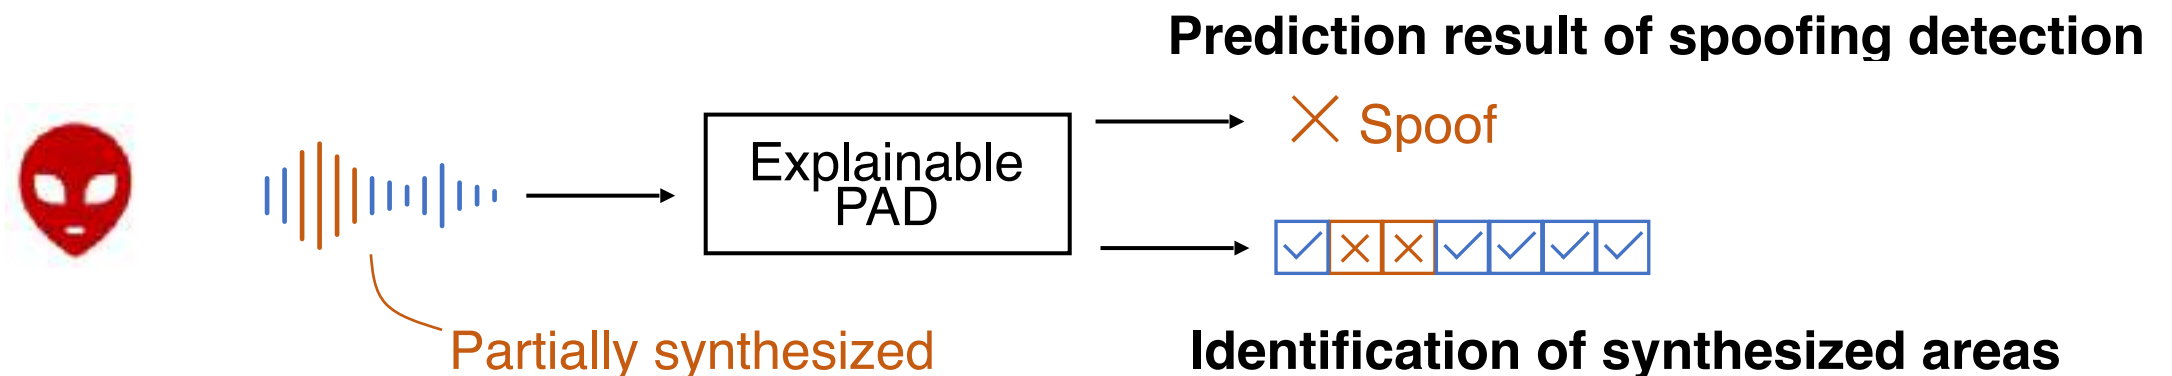 Prediction result of spoofing detection
Spoof
Explainable
PAD
Partially synthesized
Identification of synthesized areas